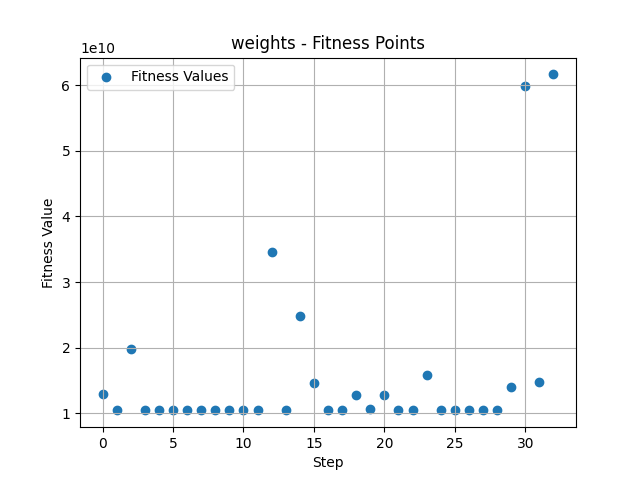 weights - Fitness Points
1e10
Fitness Values
6
5
4
3
2
1
Fitness Value
0 5 10 15 20 25 30
Step